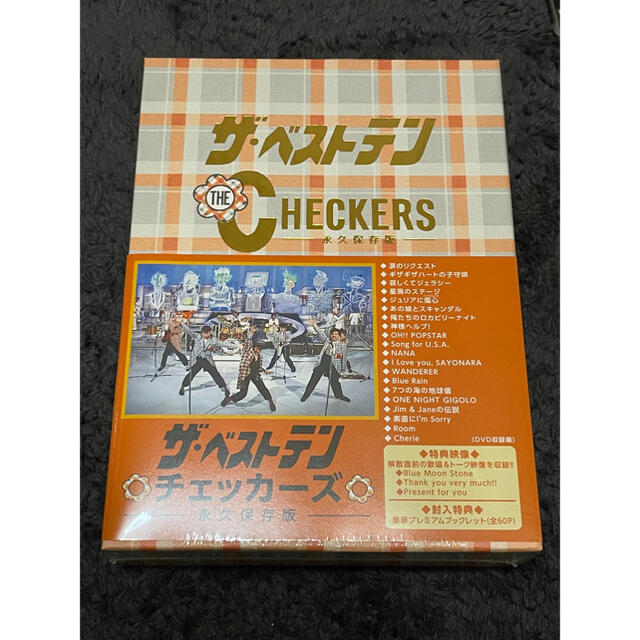 ザ・ベストテン
THE CHECKERS
永久保存版
◆涙のリクエスト
◆ギザギザハートの子守唄
◆哀しくてジェラシー
◆星屑のステージ
◆ジュリアに傷心
◆あの娘とスキャンダル
◆俺たちのロカビリーナイト
◆神様ヘルプ!
◆OH!! POPSTAR
◆Song for U.S.A.
◆NANA
◆I Love you, SAYONARA
◆WANDERER
◆Blue Rain
◆7つの海の地球儀
◆ONE NIGHT GIGOLO
◆Jim & Janeの伝説
◆素直にI'm Sorry
◆Room
◆Cherie (DVD収録順)
ザ・ベストテン
チェッカーズ
永久保存版
◆特典映像◆
解散直前の歌唱&トーク映像を収録!!
◆Blue Moon Stone
◆Thank you very much!!
◆Present for you
◆封入特典◆
豪華プレミアムブックレット(全60P)